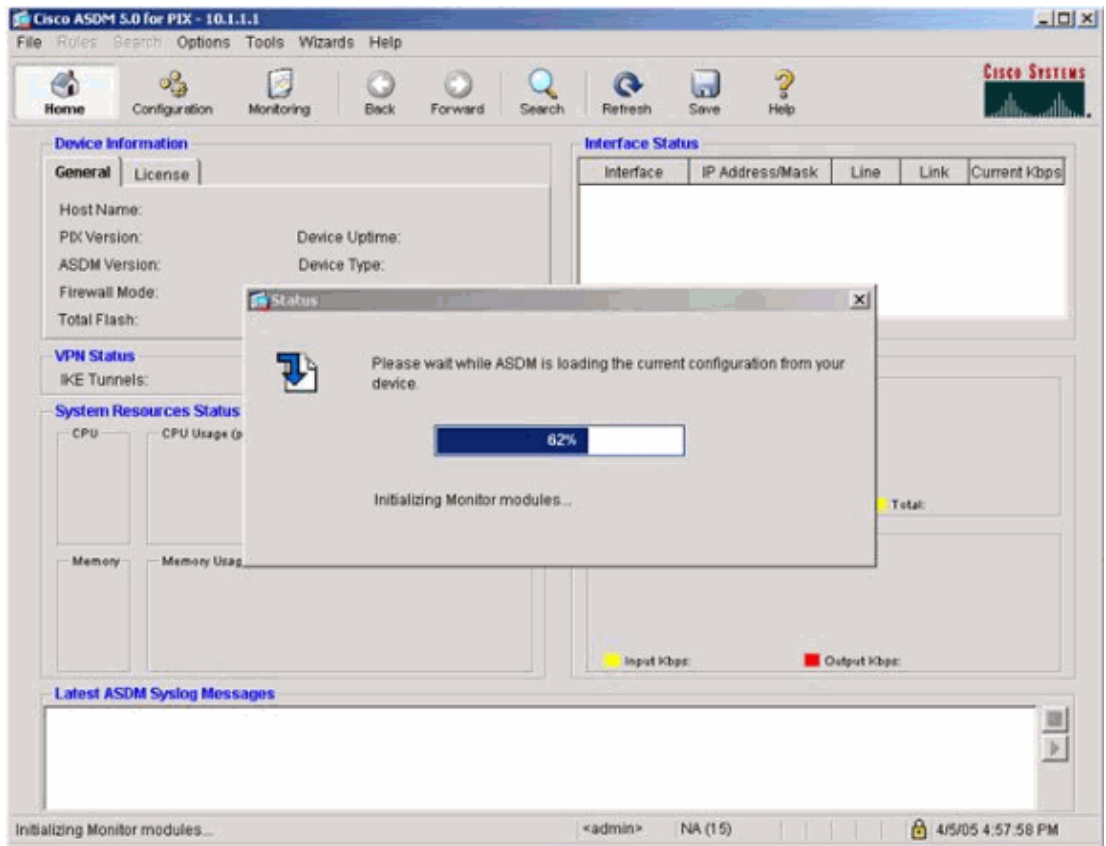 Cisco ASDM 5.0 for PIX - 10.1.1.1
File Rules Search Options Tools Wizards Help
Home Configuration Monitoring Back Forward Search Refresh Save Help
CISCO SYSTEMS
Device Information
General License
Host Name:
PIX Version: Device Uptime:
ASDM Version: Device Type:
Firewall Mode:
Total Flash:
Interface Status
Interface IP Address/Mask Line Link Current Kbps
VPN Status
IKE Tunnels:
System Resources Status
CPU CPU Usage (p
Memory Memory Usag
Status
Please wait while ASDM is loading the current configuration from your
device.
62%
Initializing Monitor modules...
Total:
Input Kbps: Output Kbps:
Latest ASDM Syslog Messages
Initializing Monitor modules... <admin> NA (15) 4/5/05 4:57:58 PM